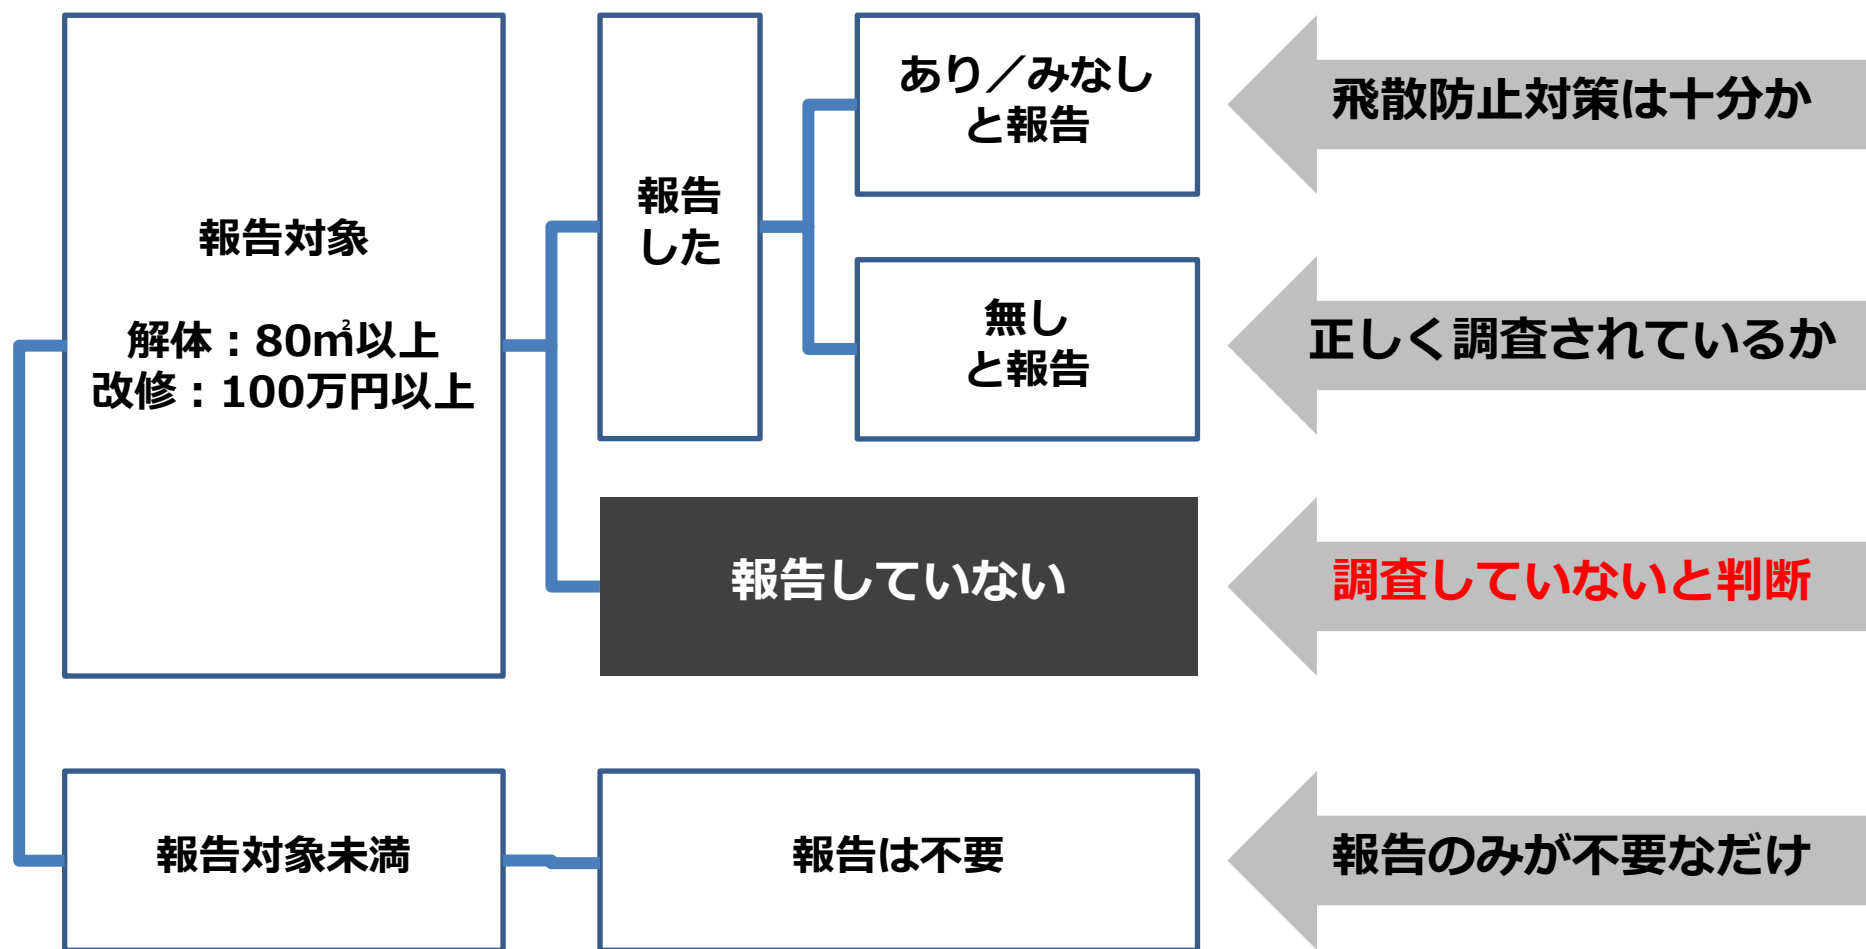 報告対象
解体：80㎡以上
改修：100万円以上
報告
した
あり／みなし
と報告
飛散防止対策は十分か
無し
と報告
正しく調査されているか
報告していない
調査していないと判断
報告対象未満
報告は不要
報告のみが不要なだけ